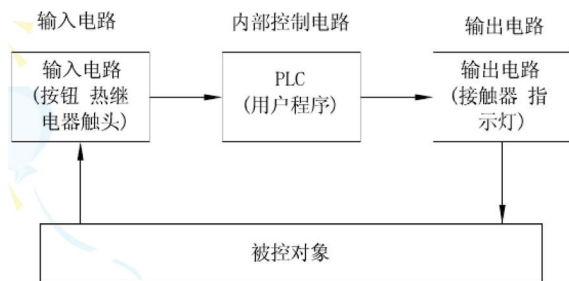 输入电路
内部控制电路
输出电路
输入电路
(按钮 热继
电器触头)
PLC
(用户程序)
输出电路
(接触器 指
示灯)
被控对象